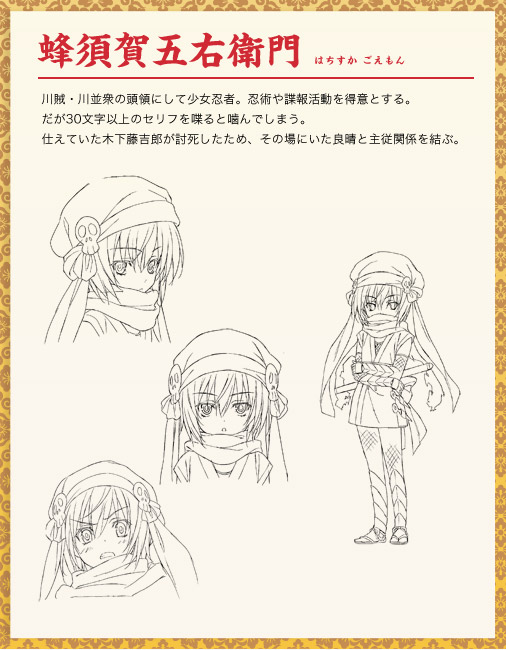 蜂須賀五右衛門 はちすか ごえもん
川賊・川並衆の頭領にして少女忍者。忍術や諜報活動を得意とする。
だが30文字以上のセリフを喋ると噛んでしまう。
仕えていた木下藤吉郎が討死したため、その場にいた良晴と主従関係を結ぶ。